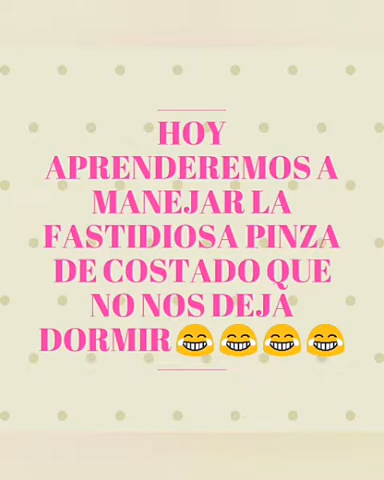 HOY
APRENDEREMOS A
MANEJAR LA
FASTIDIOSA PINZA
DE COSTADO QUE
NO NOS DEJA
DORMIR😂😂😂😂